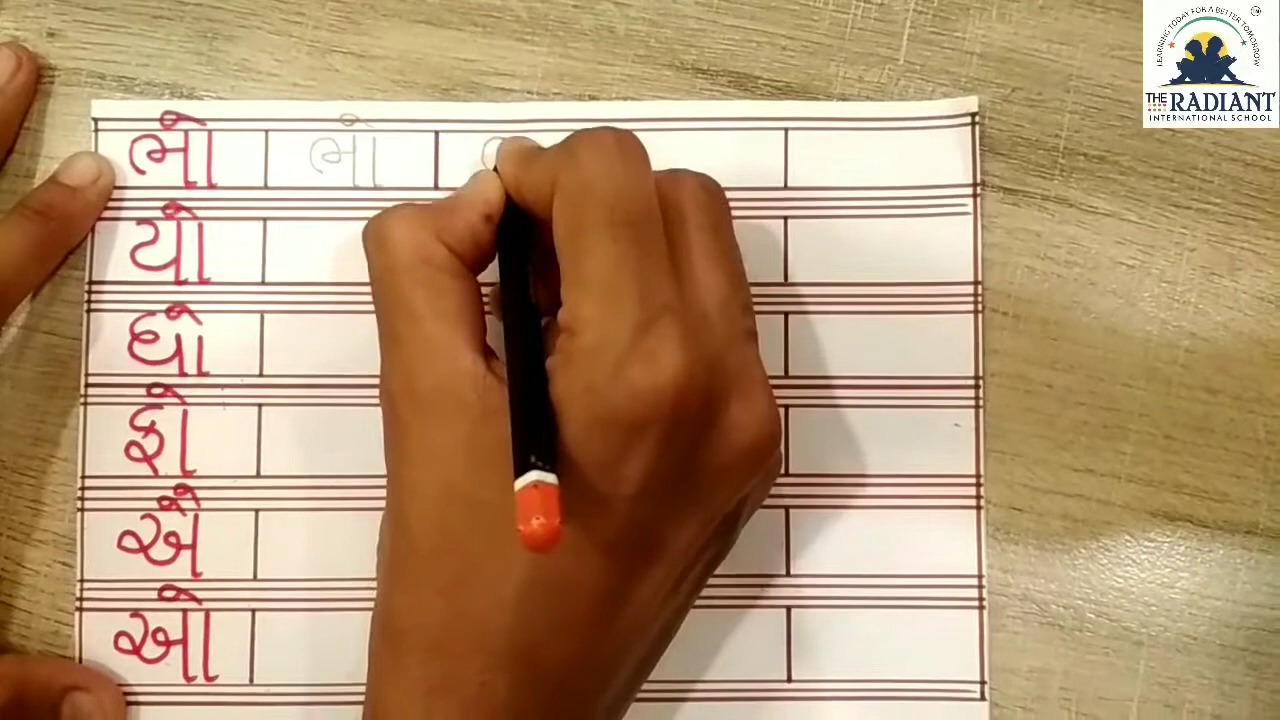 LEARNING TODAY FOR A BETTER TOMORROW
THE RADIANT
INTERNATIONAL SCHOOL
ભો ભો
યો
ઘો
ફો
ઐ
ઓ